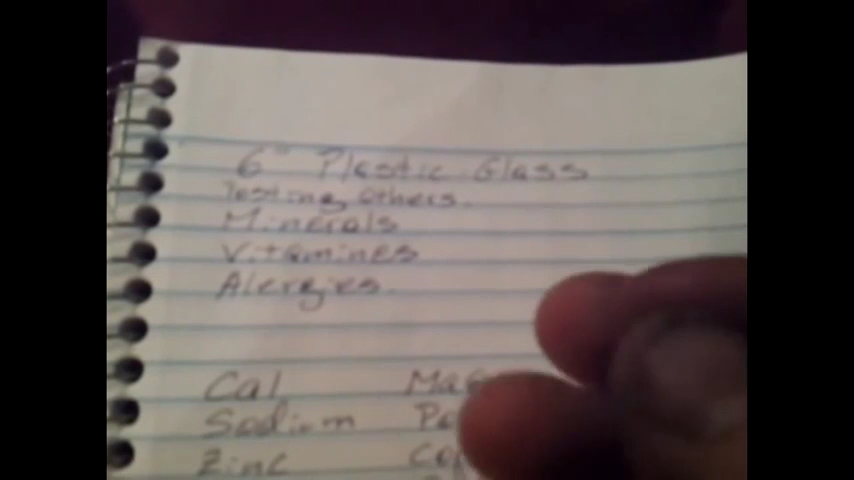 6" Plastic Glass
Testing Others.
Minerals
Vitamines
Alergies.
Cal
Sodium
Zinc